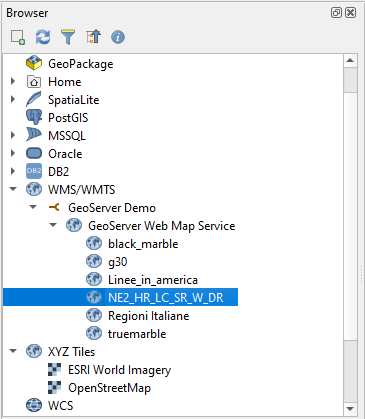 Browser
GeoPackage
Home
SpatiaLite
PostGIS
MSSQL
Oracle
DB2 DB2
WMS/WMTS
GeoServer Demo
GeoServer Web Map Service
black_marble
g30
Linee_in_america
NE2_HR_LC_SR_W_DR
Regioni Italiane
truemarble
XYZ Tiles
ESRI World Imagery
OpenStreetMap
WCS